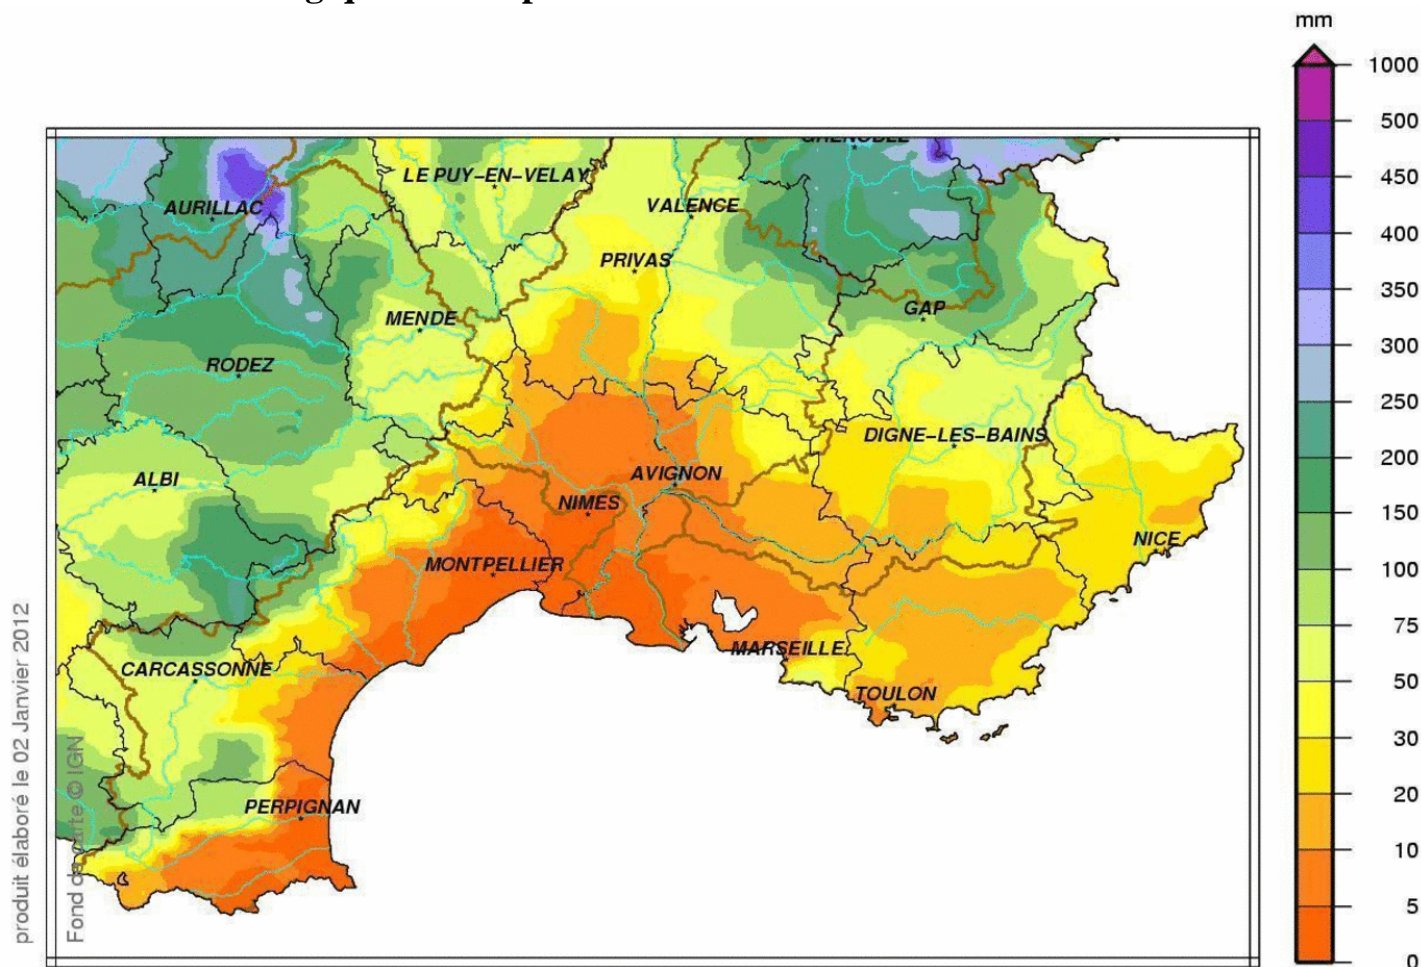 mm
1000
500
450
400
350
300
250
200
150
100
75
50
30
20
10
5
0
LE PUY-EN-VELAY
AURILLAC
VALENCE
PRIVAS
GAP
MENDE
RODEZ
DIGNE-LES-BAINS
ALBI
AVIGNON
NIMES
NICE
MONTPELLIER
MARSEILLE
CARCASSONNE
TOULON
PERPIGNAN
produit élaboré le 02 Janvier 2012
Fond de carte © IGN